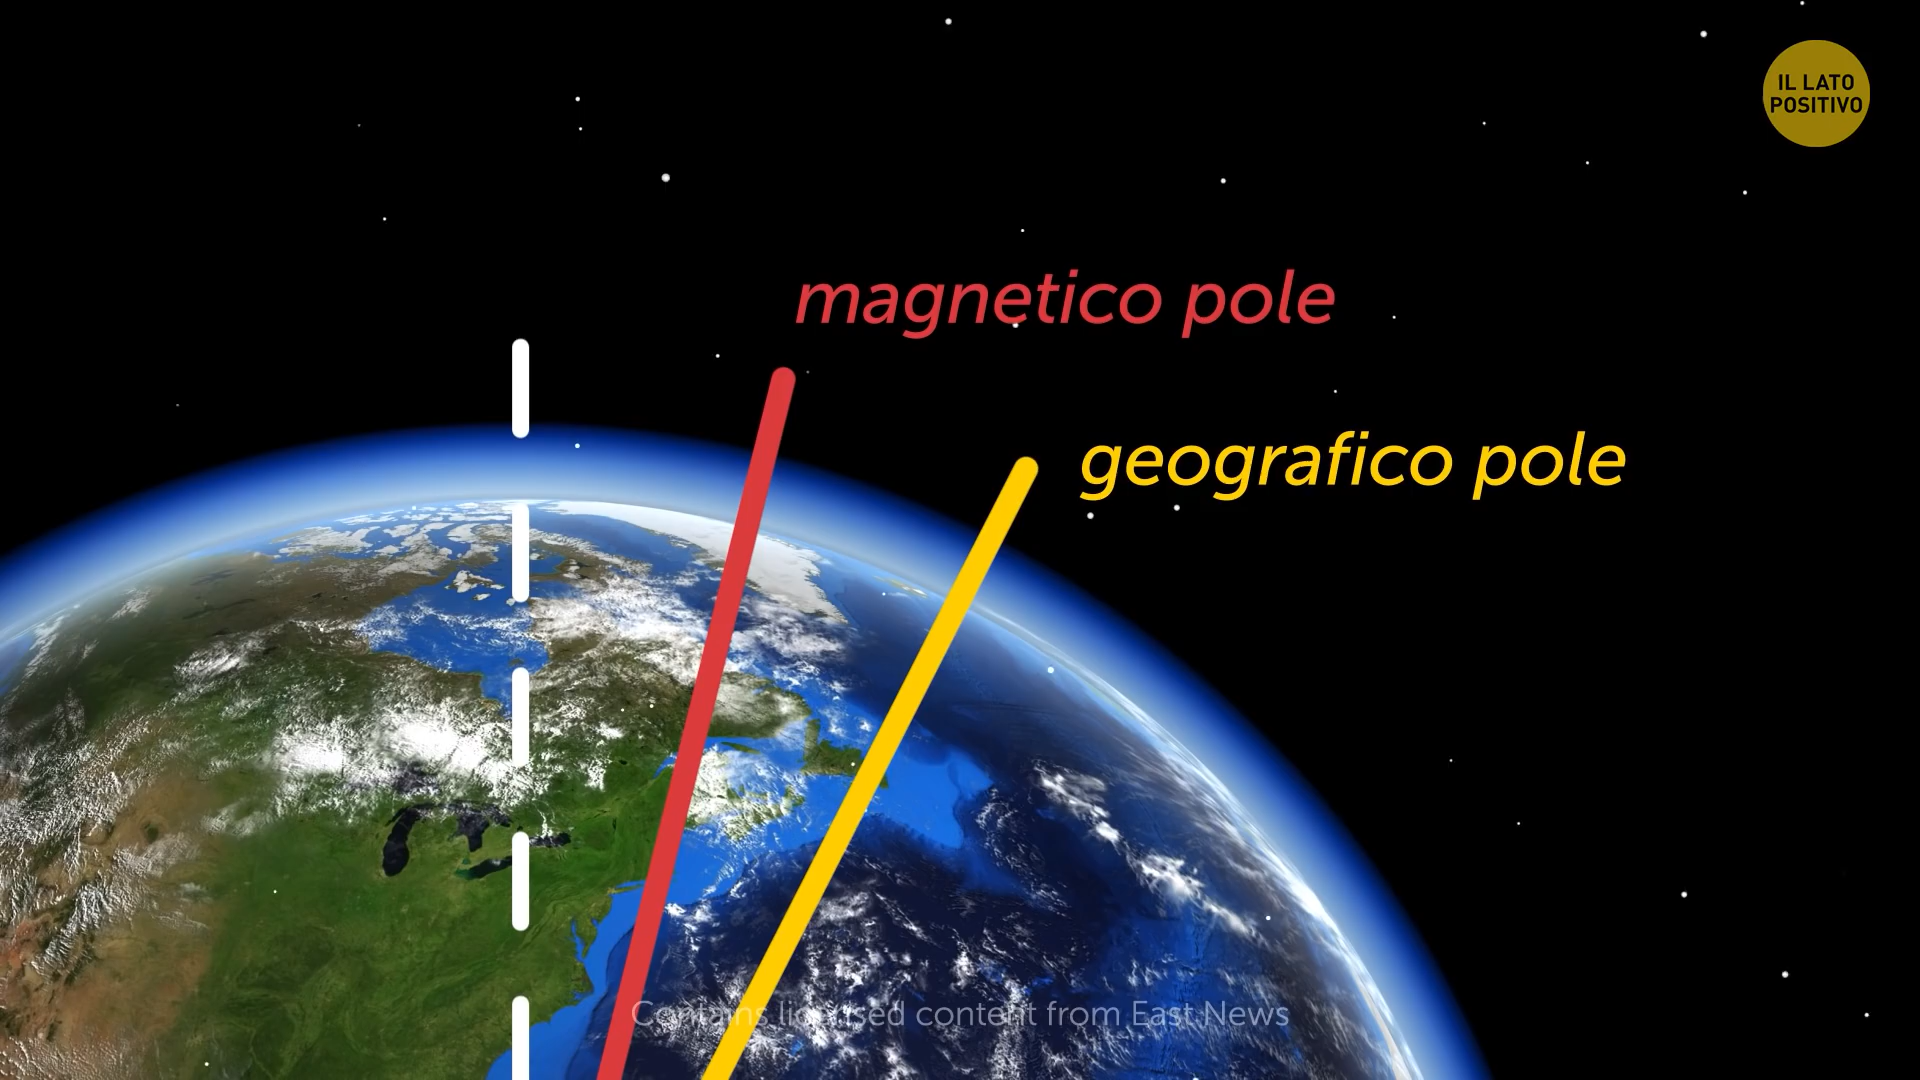 IL LATO
POSITIVO
magnetico pole
geografico pole
Contains licensed content from East News